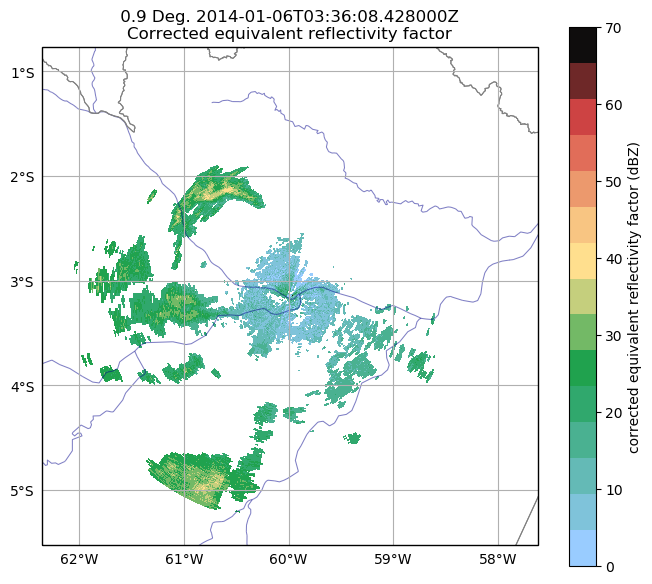 0.9 Deg. 2014-01-06T03:36:08.428000Z
Corrected equivalent reflectivity factor
1°S
2°S
3°S
4°S
5°S
62°W
61°W
60°W
59°W
58°W
70
60
50
40
30
20
10
0
corrected equivalent reflectivity factor (dBZ)